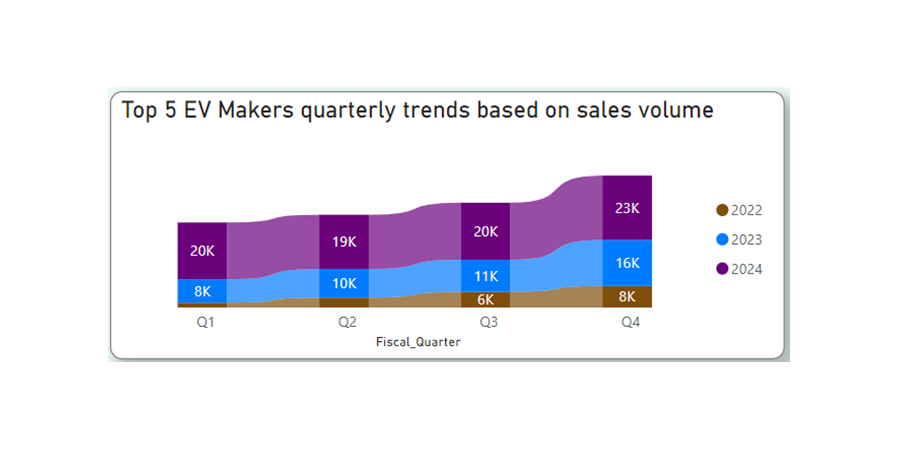 Top 5 EV Makers quarterly trends based on sales volume
20K
19K
20K
23K
8K
10K
11K
16K
6K
8K
2022
2023
2024
Q1
Q2
Q3
Q4
Fiscal_Quarter